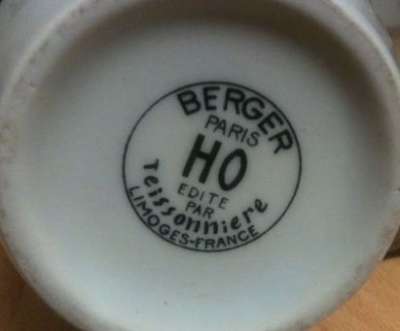 BERGER
PARIS
HO
EDITE
PAR
Teissonniere
LIMOGES-FRANCE